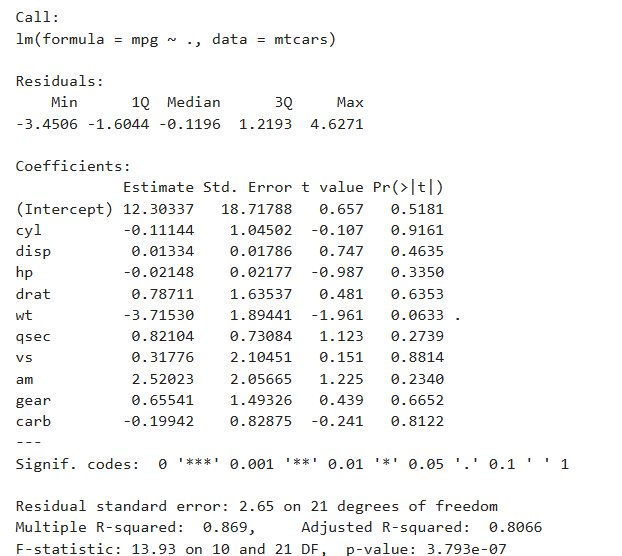 Call:
lm(formula = mpg ~ ., data = mtcars)

Residuals:
    Min      1Q  Median      3Q     Max
-3.4506 -1.6044 -0.1196  1.2193  4.6271

Coefficients:
            Estimate Std. Error t value Pr(>|t|)
(Intercept) 12.30337   18.71788   0.657   0.5181
cyl         -0.11144    1.04502  -0.107   0.9161
disp         0.01334    0.01786   0.747   0.4635
hp          -0.02148    0.02177  -0.987   0.3350
drat         0.78711    1.63537   0.481   0.6353
wt          -3.71530    1.89441  -1.961   0.0633 .
qsec         0.82104    0.73084   1.123   0.2739
vs           0.31776    2.10451   0.151   0.8814
am           2.52023    2.05665   1.225   0.2340
gear         0.65541    1.49326   0.439   0.6652
carb        -0.19942    0.82875  -0.241   0.8122
---
Signif. codes:  0 '***' 0.001 '**' 0.01 '*' 0.05 '.' 0.1 ' ' 1

Residual standard error: 2.65 on 21 degrees of freedom
Multiple R-squared:  0.869,	Adjusted R-squared:  0.8066
F-statistic: 13.93 on 10 and 21 DF,  p-value: 3.793e-07